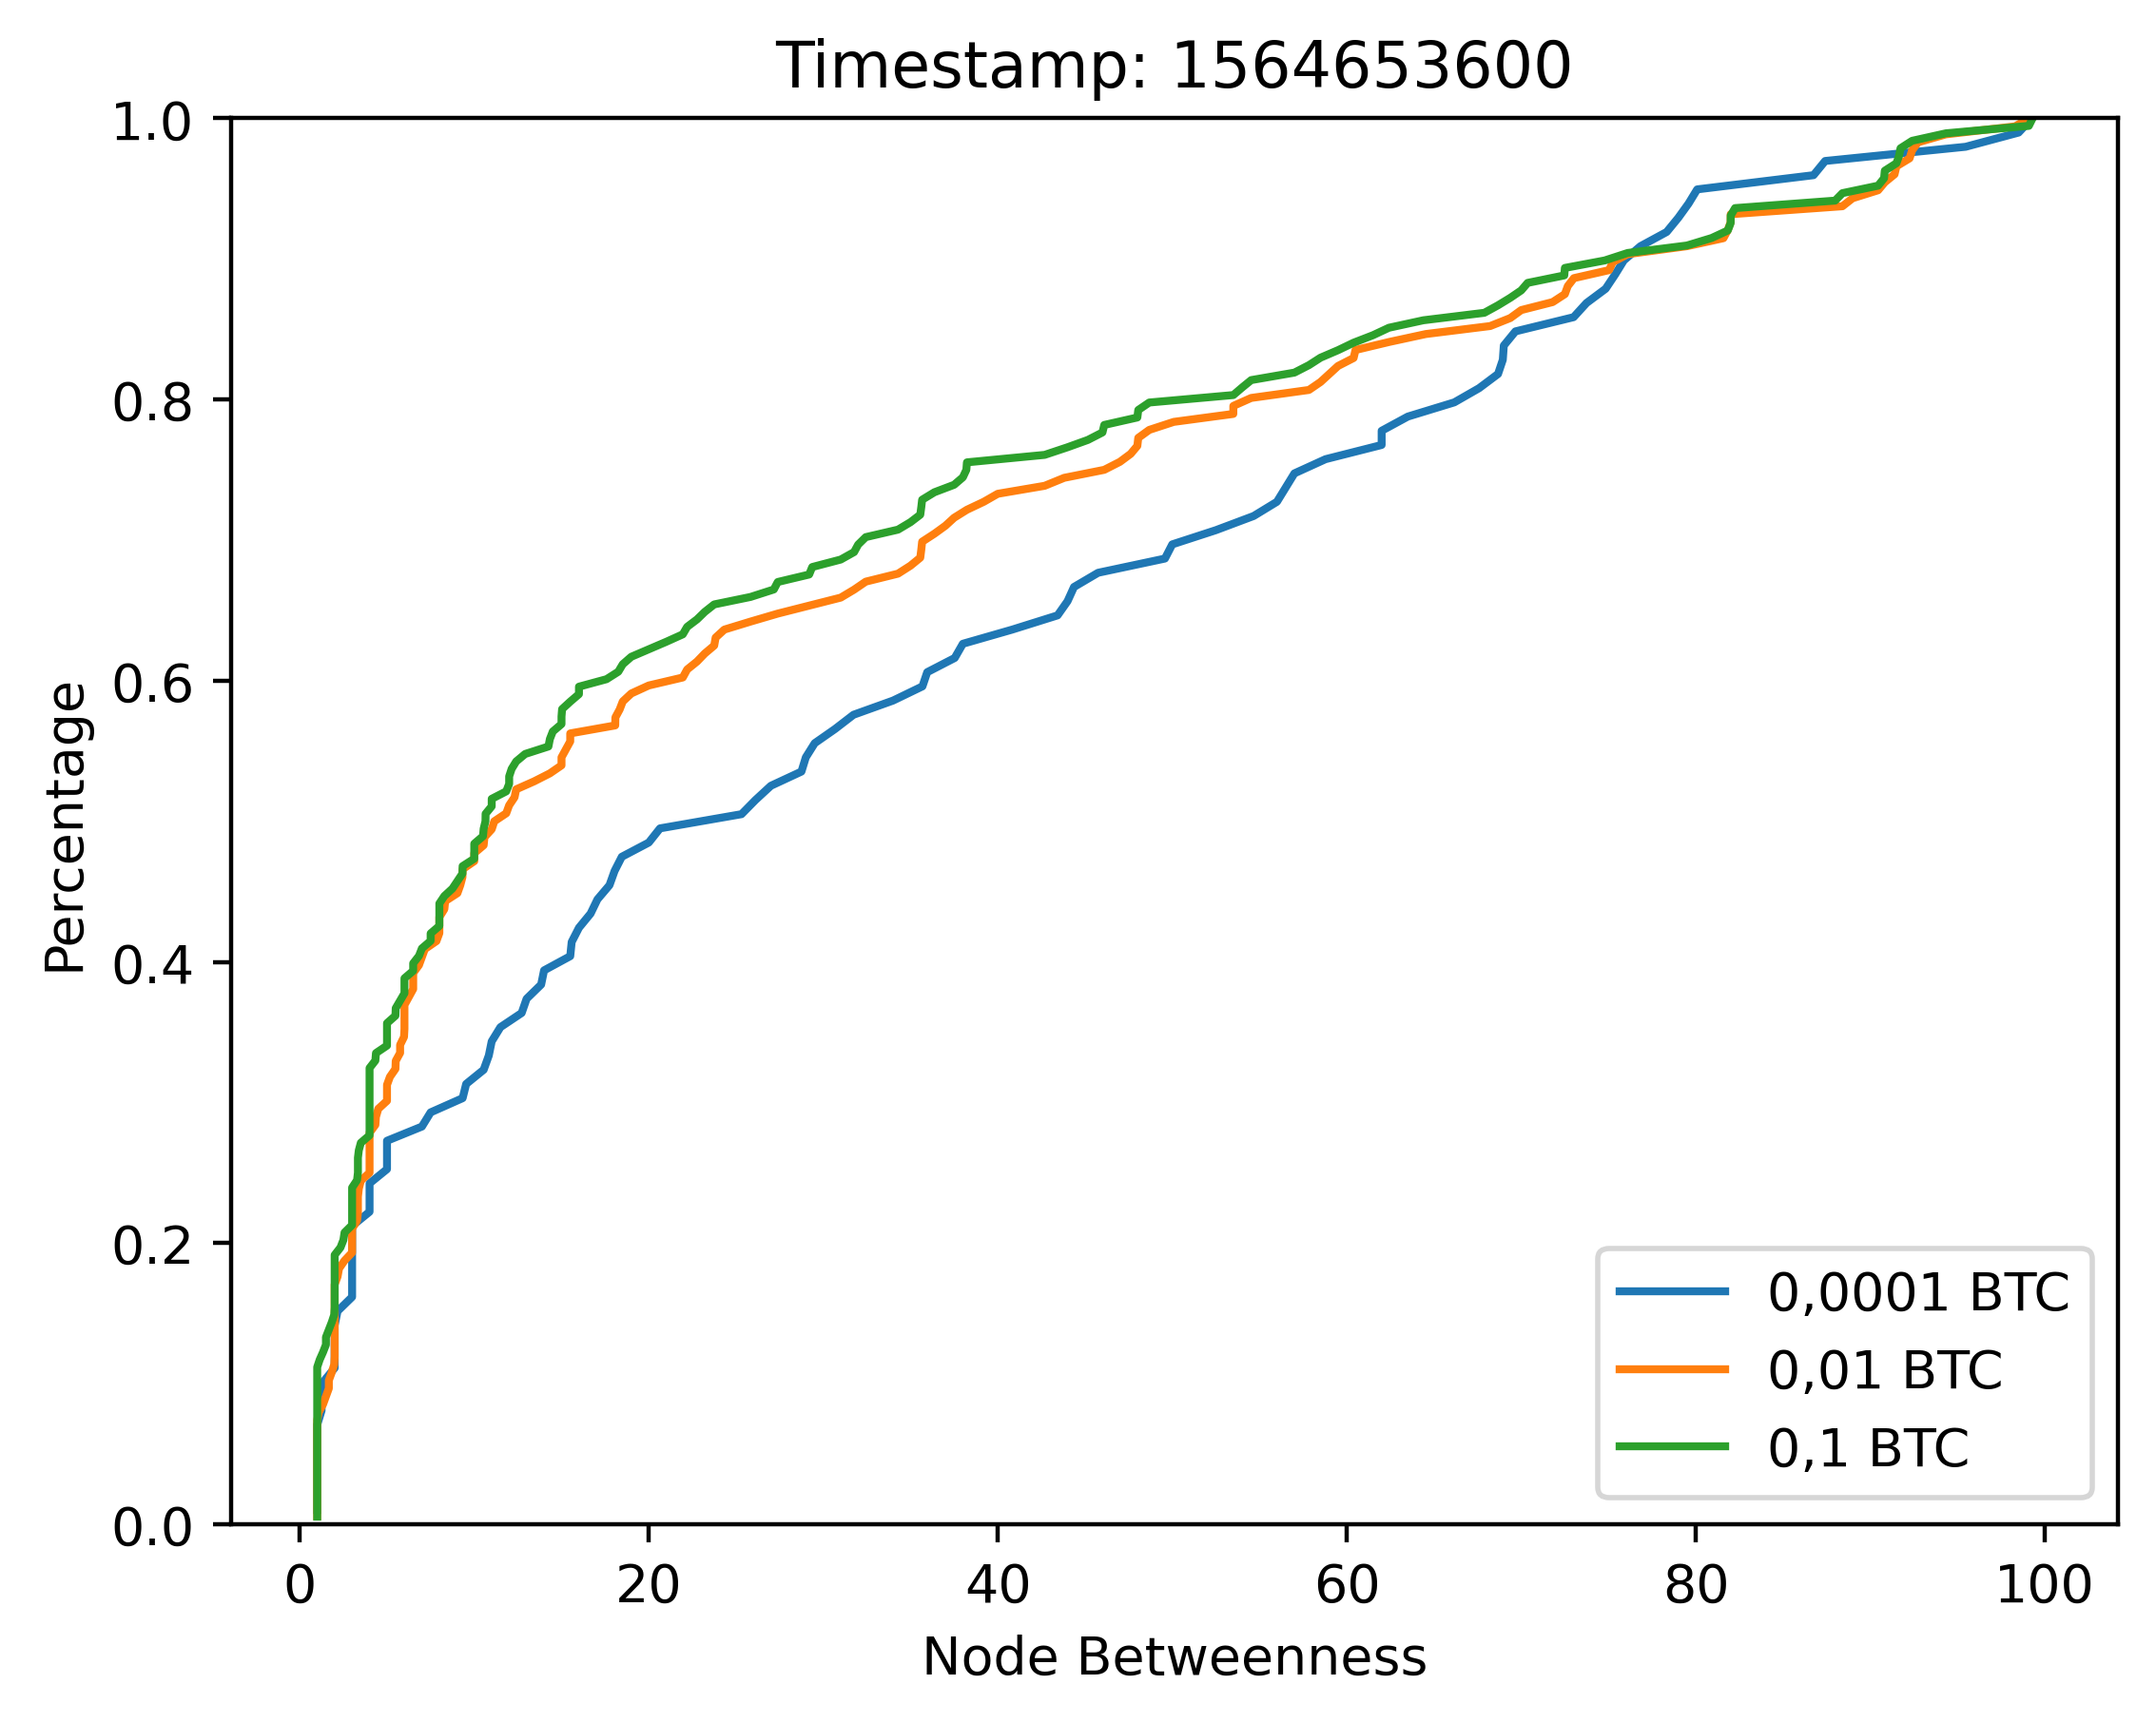 Timestamp: 1564653600
1.0
0.8
0.6
0.4
0.2
0.0
Percentage
0 20 40 60 80 100
Node Betweenness
0,0001 BTC
0,01 BTC
0,1 BTC